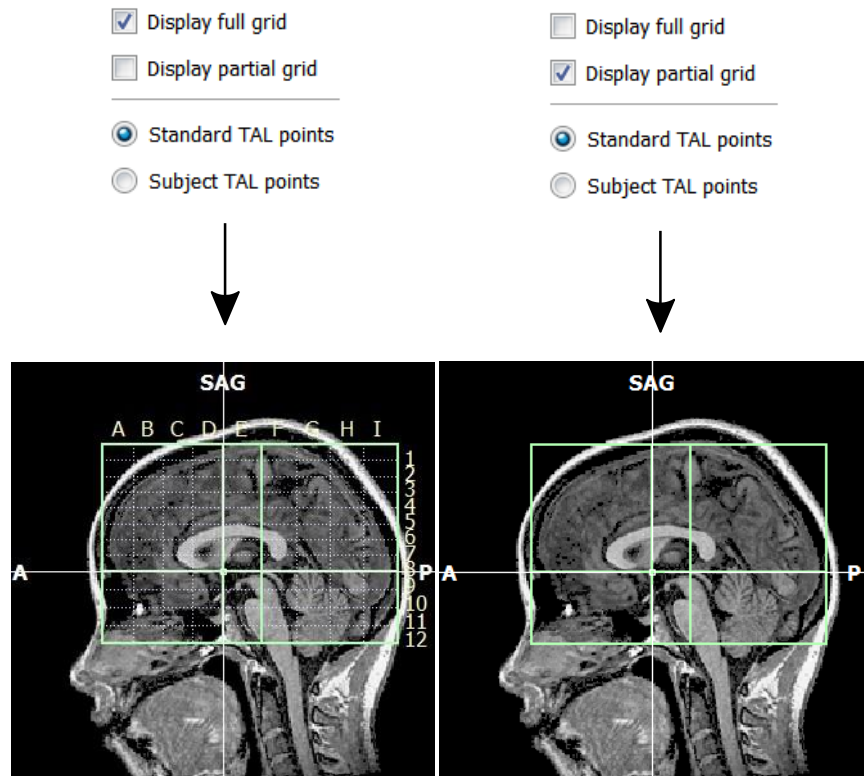 Display full grid
Display partial grid
Standard TAL points
Subject TAL points
Display full grid
Display partial grid
Standard TAL points
Subject TAL points
SAG
A B C D E F G H I
1
2
3
4
5
6
7
8
9
10
11
12
A
P
SAG
A
P